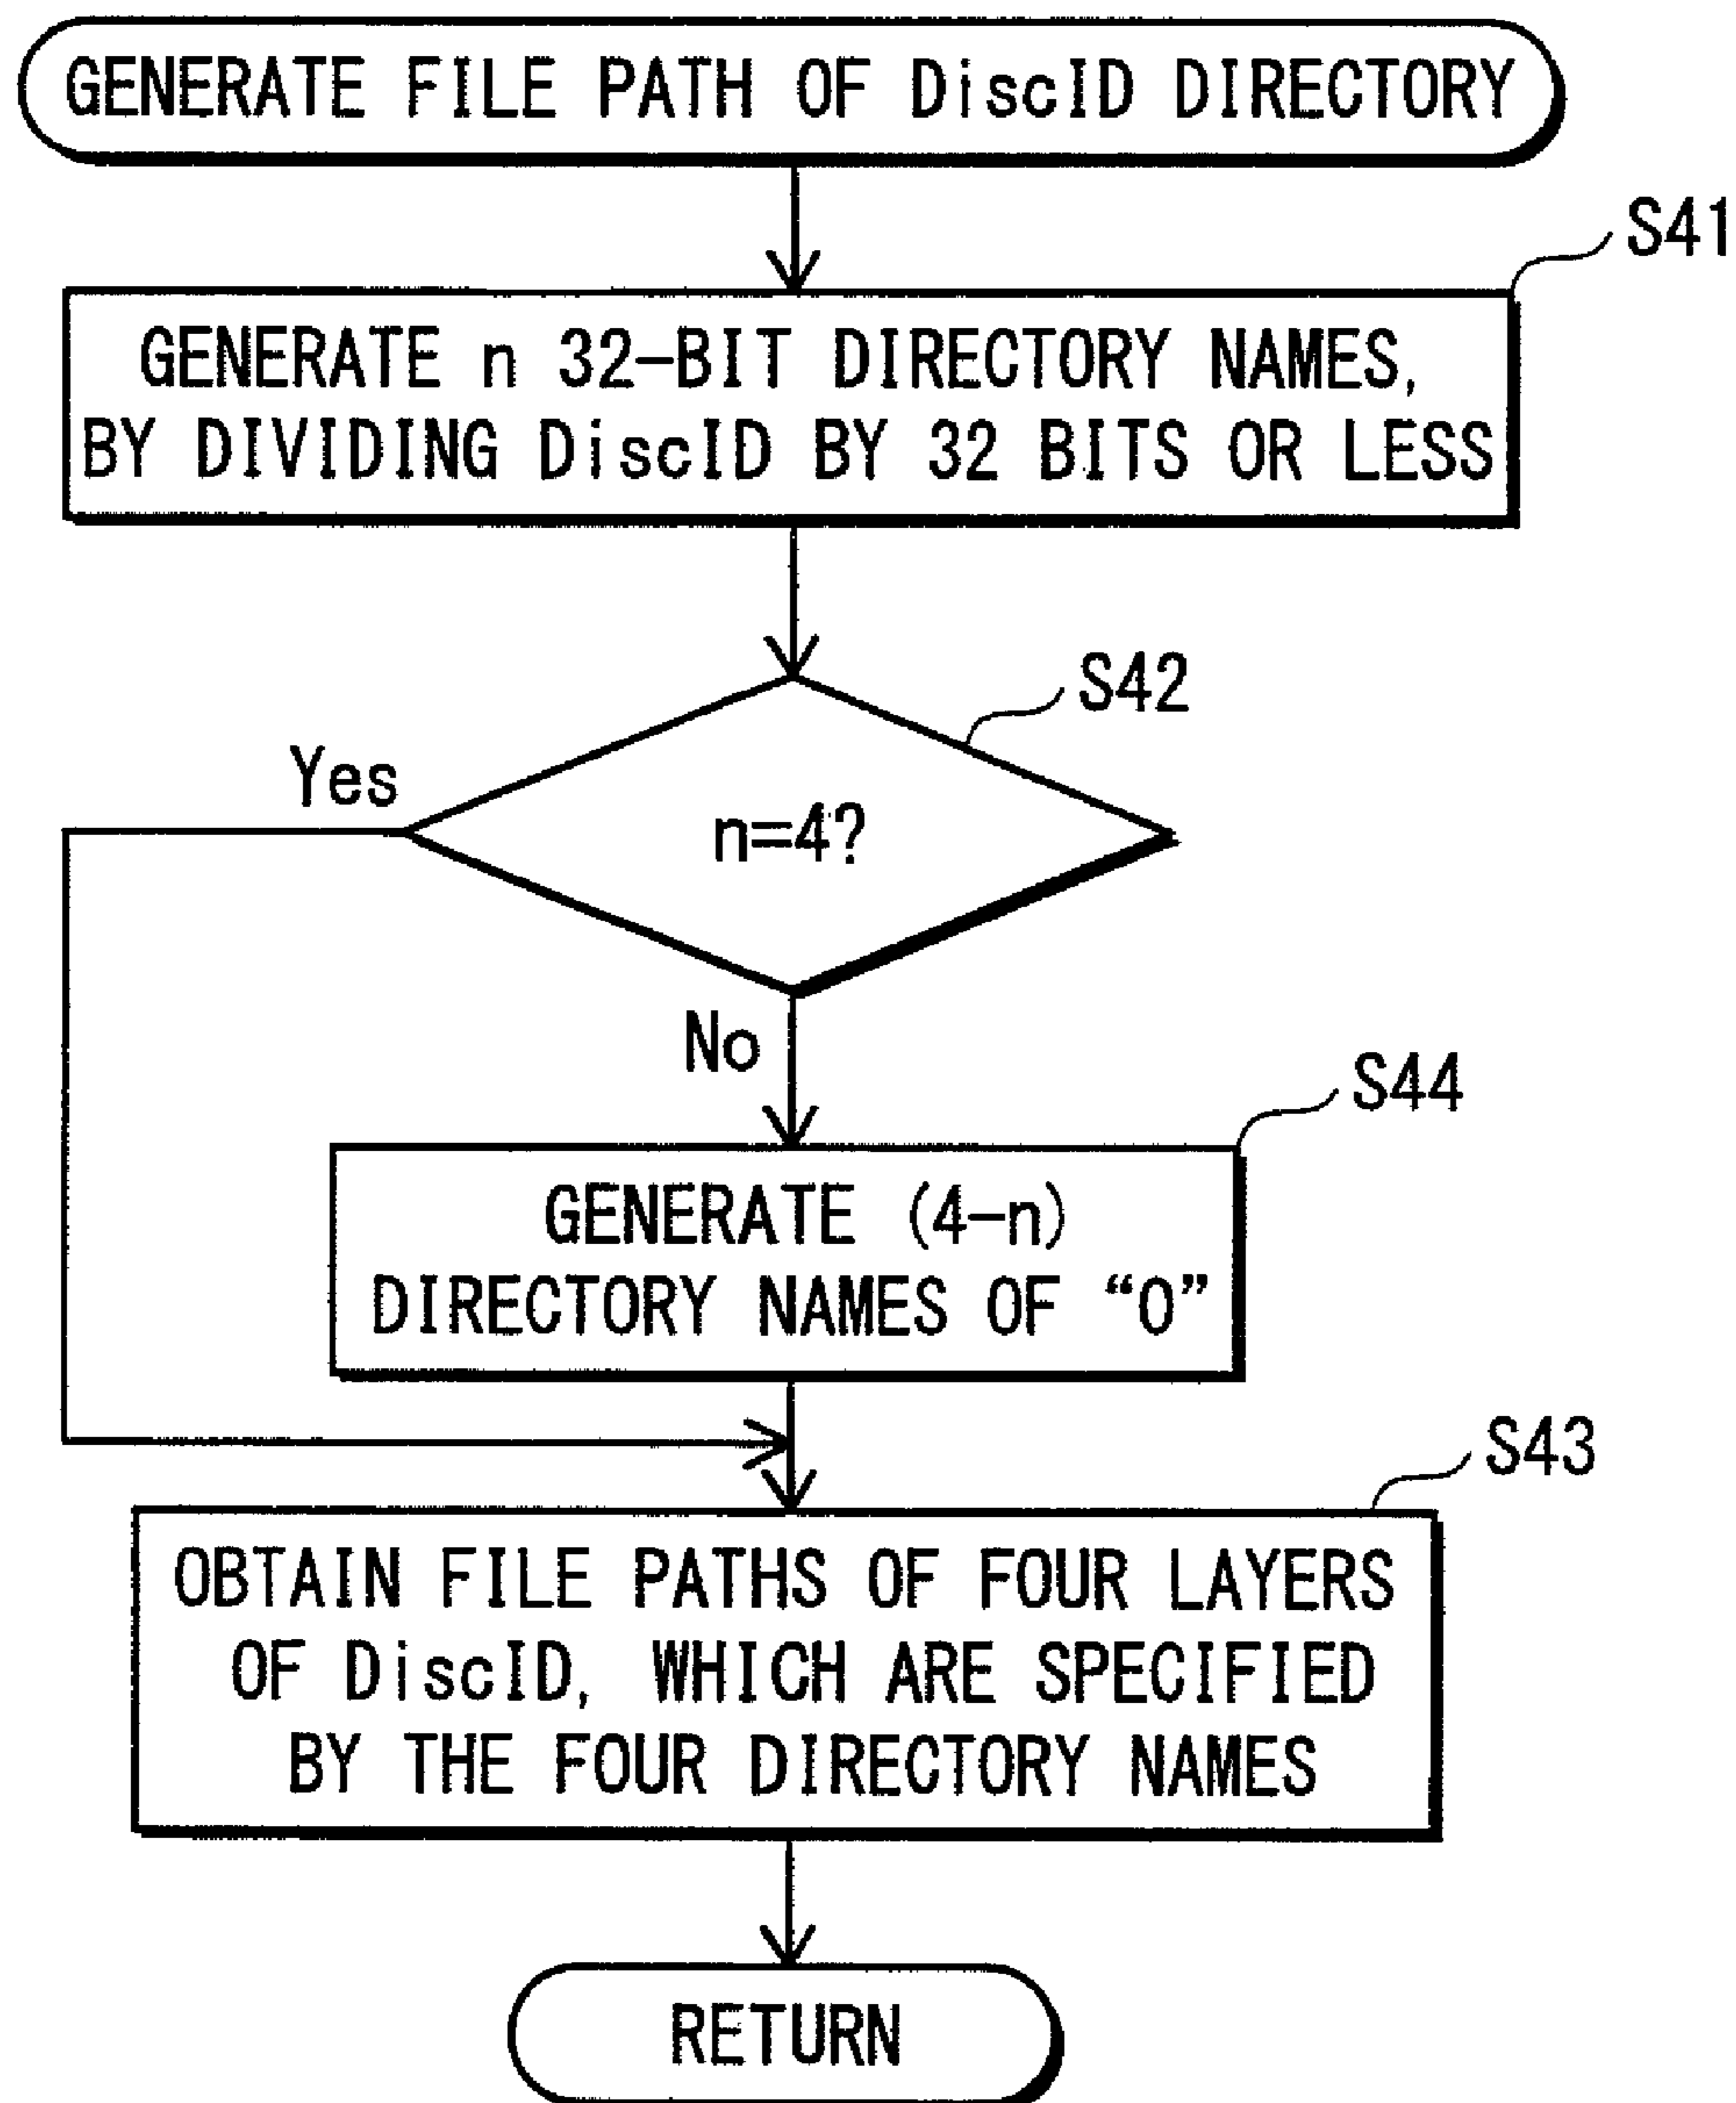 GENERATE FILE PATH OF DiscID DIRECTORY
S41
GENERATE n 32-BIT DIRECTORY NAMES,
BY DIVIDING DiscID BY 32 BITS OR LESS
S42
Yes
n=4?
No
S44
GENERATE (4-n)
DIRECTORY NAMES OF “0”
S43
OBTAIN FILE PATHS OF FOUR LAYERS
OF DiscID, WHICH ARE SPECIFIED
BY THE FOUR DIRECTORY NAMES
RETURN